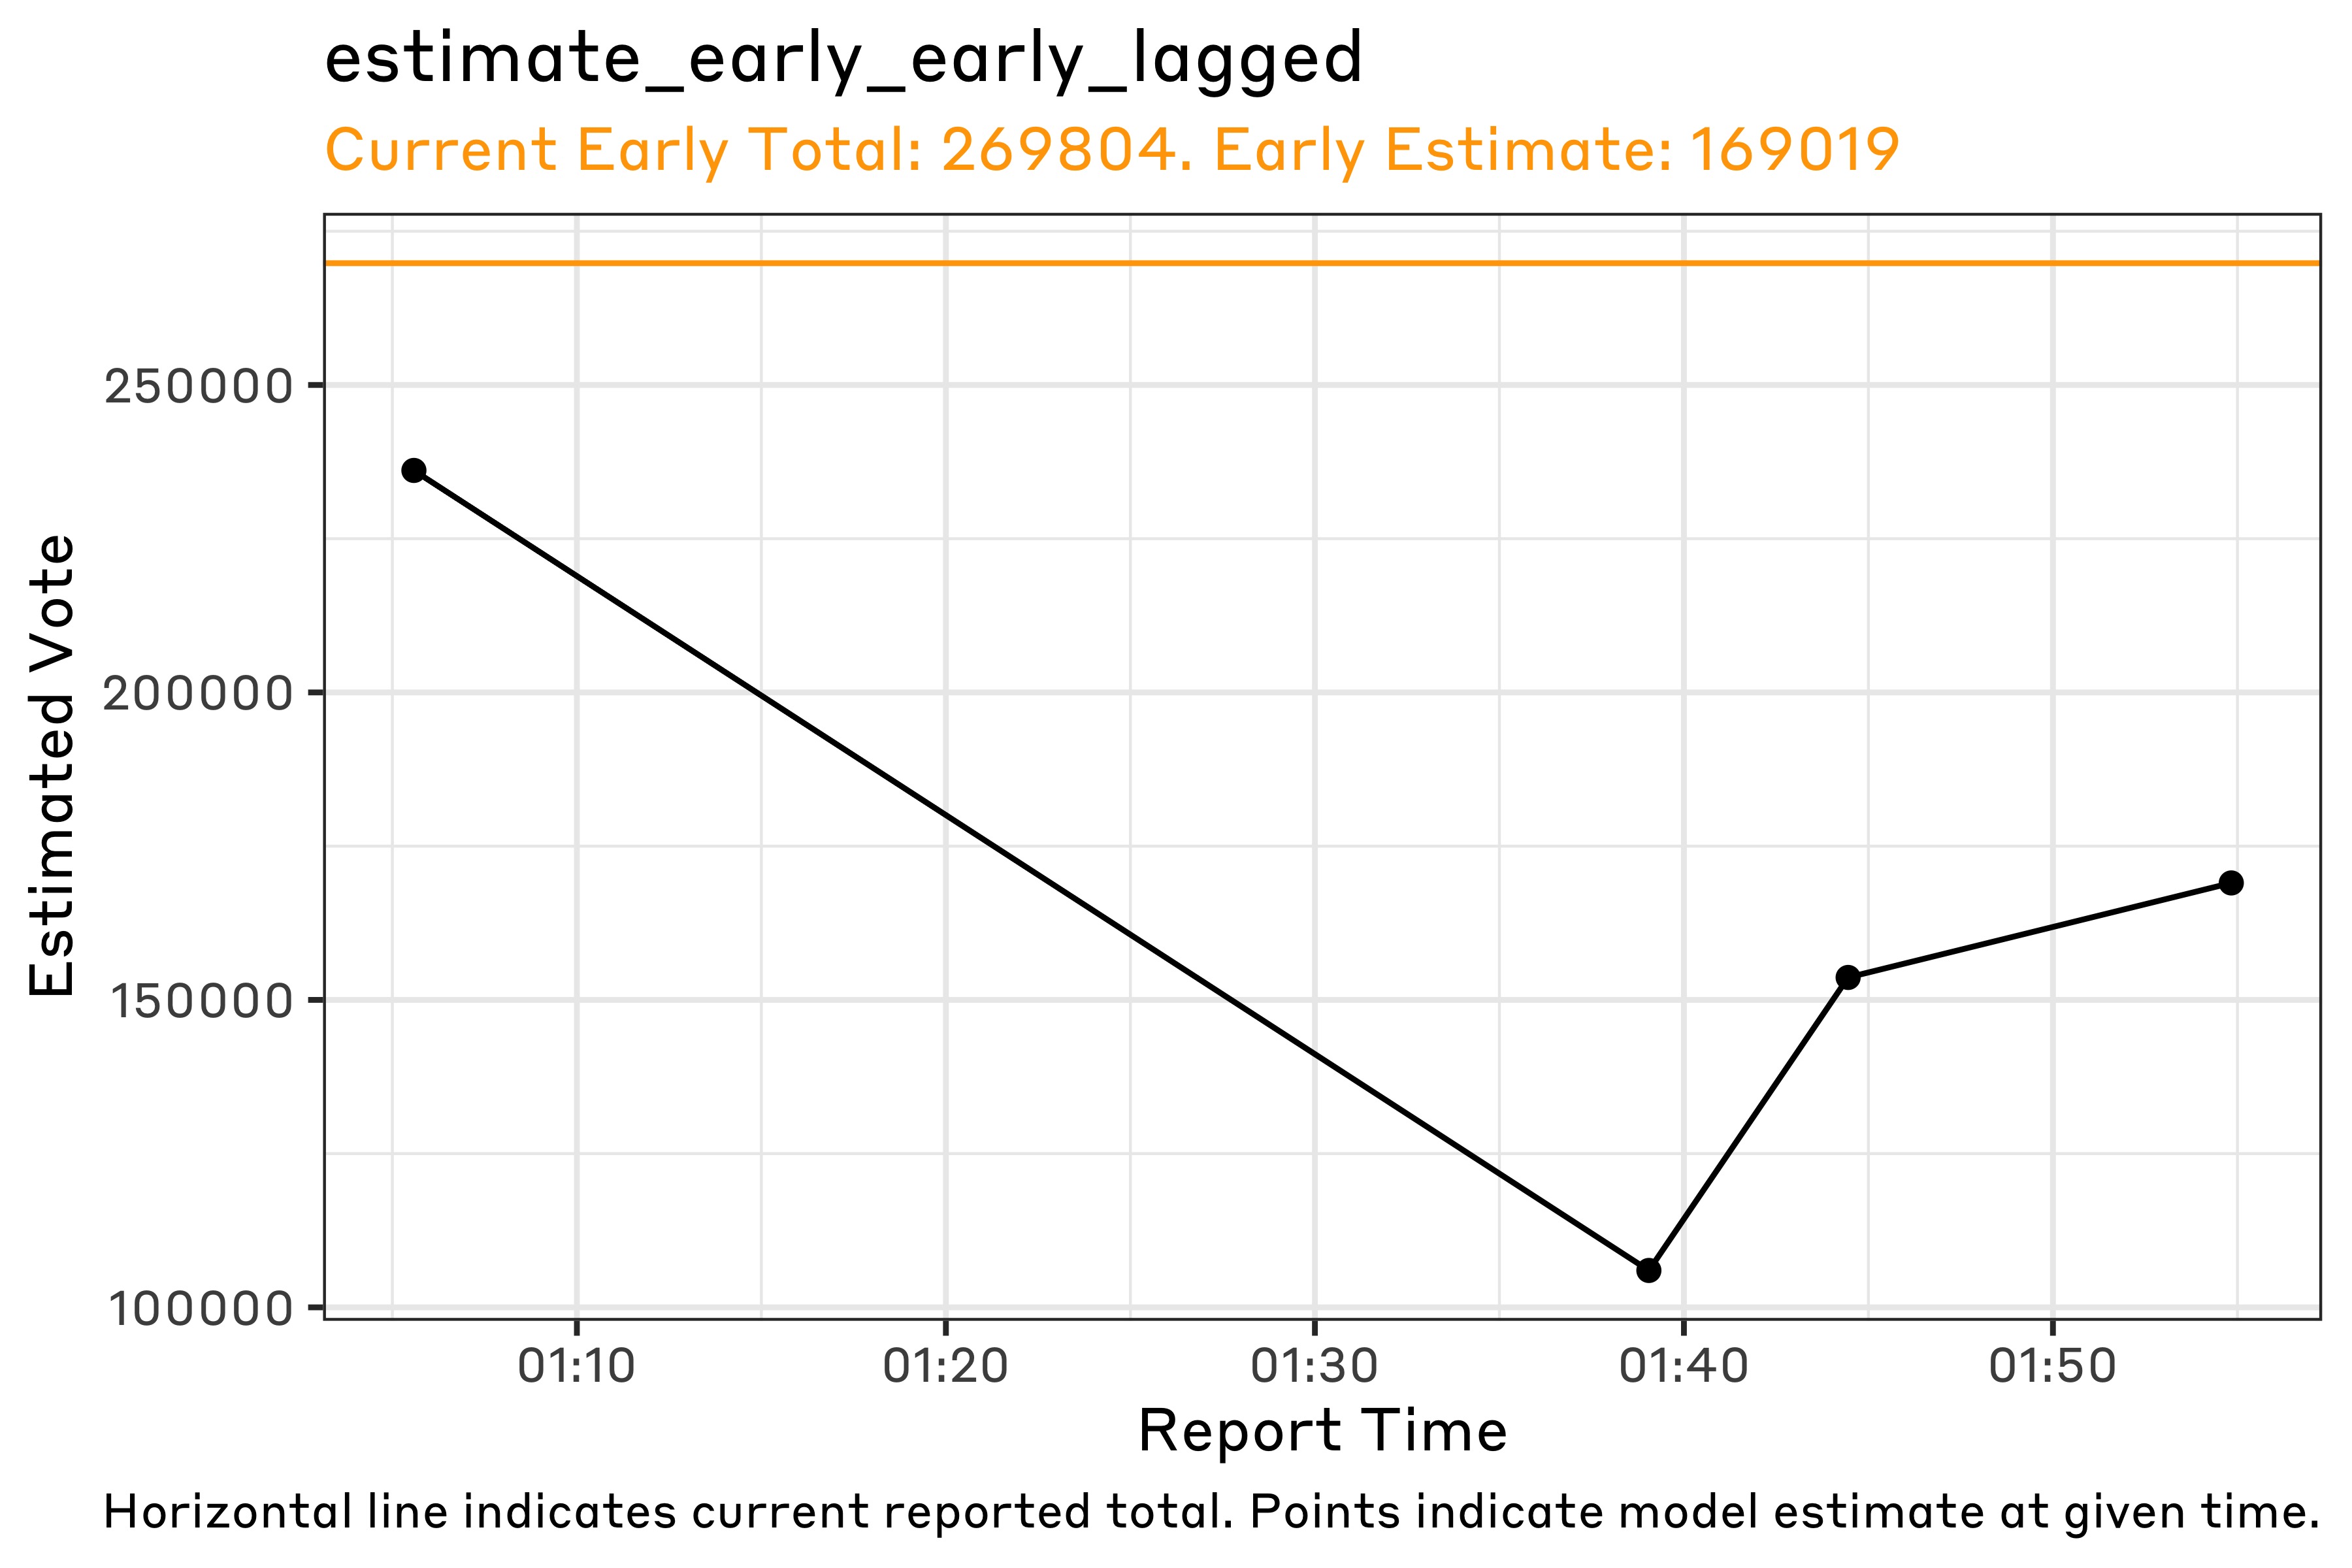 estimate_early_early_lagged
Current Early Total: 269804. Early Estimate: 169019
Estimated Vote
250000
200000
150000
100000
01:10 01:20 01:30 01:40 01:50
Report Time
Horizontal line indicates current reported total. Points indicate model estimate at given time.